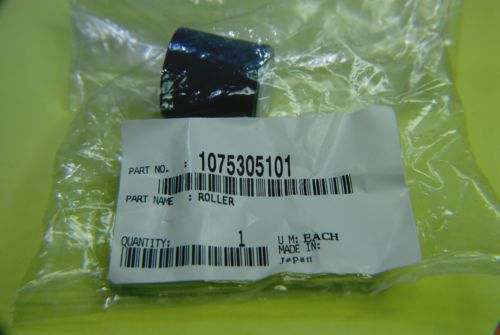 PART NO. : 1075305101
PART NAME : ROLLER
QUANTITY: 1 U M: EACH
MADE IN:
Japan